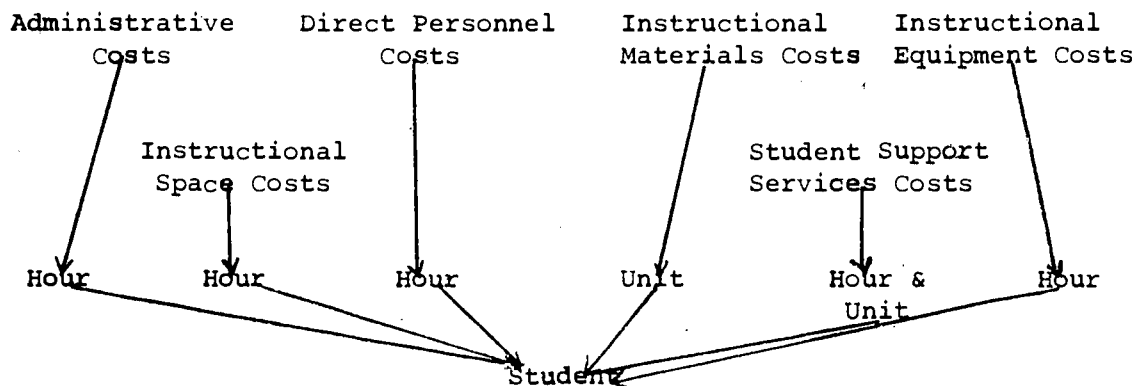 Administrative Direct Personnel Instructional Instructional
Costs Costs Materials Costs Equipment Costs
Instructional Student Support
Space Costs Services Costs
Hour Hour Hour Unit Hour & Hour
Unit
Student